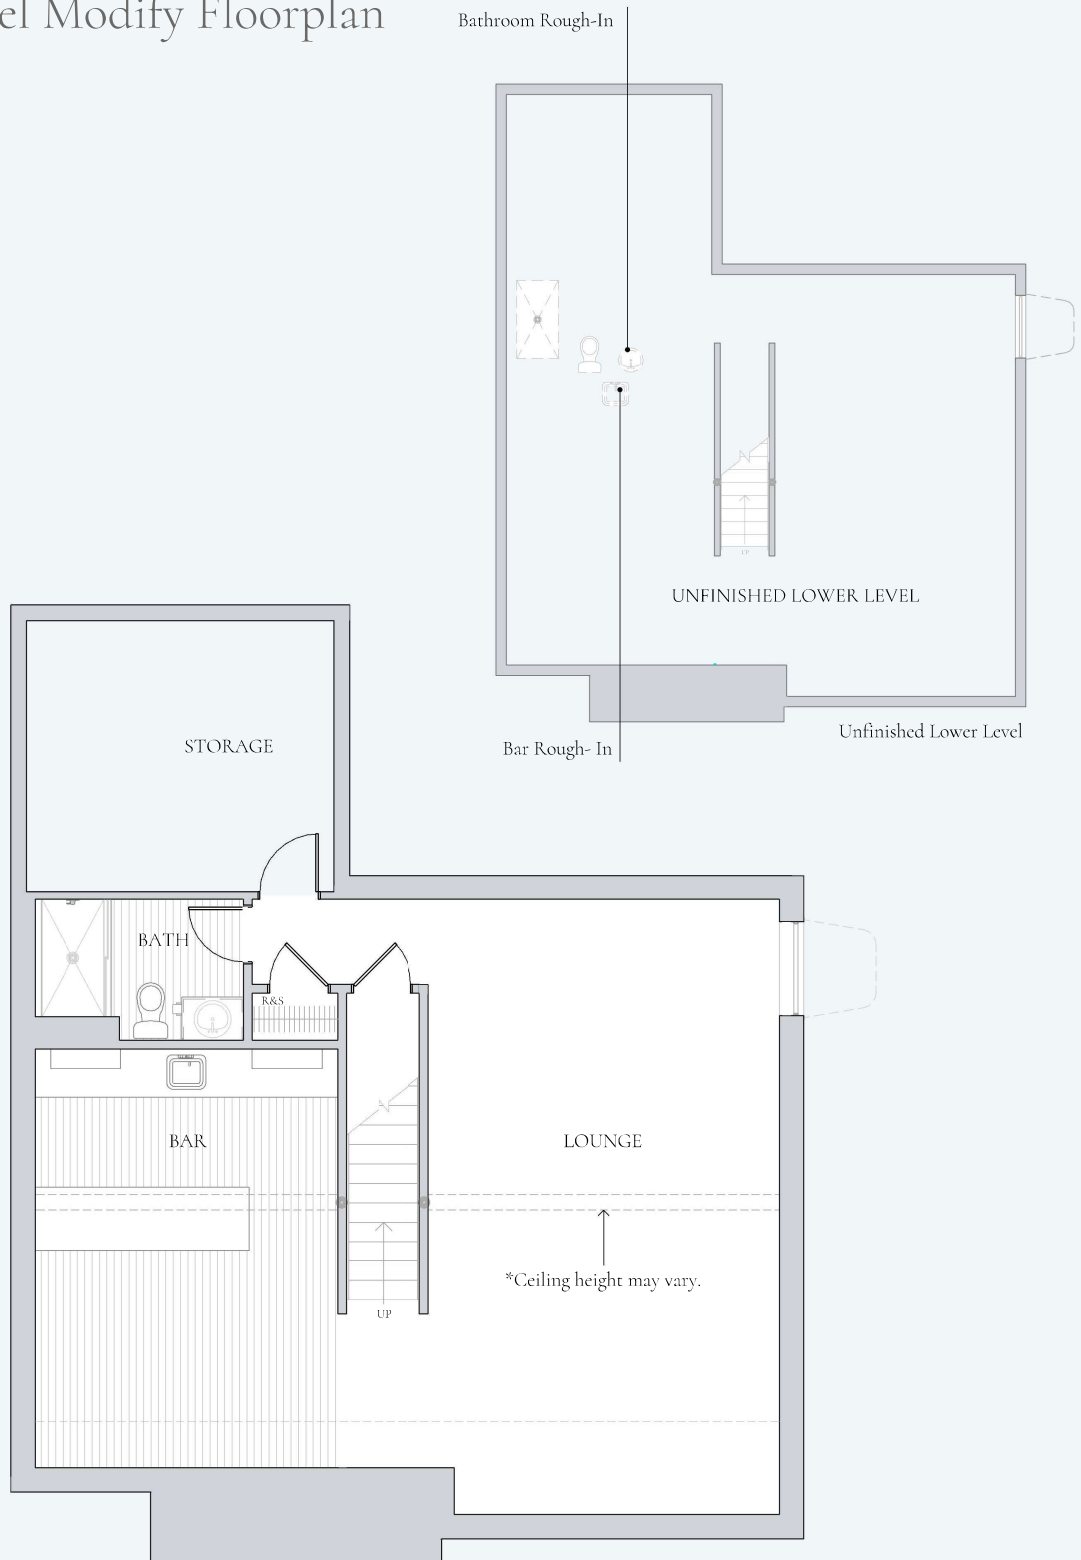 el Modify Floorplan
Bathroom Rough-In
UP
UNFINISHED LOWER LEVEL
Unfinished Lower Level
Bar Rough- In
STORAGE
BATH
R&S
BAR
LOUNGE
*Ceiling height may vary.
UP